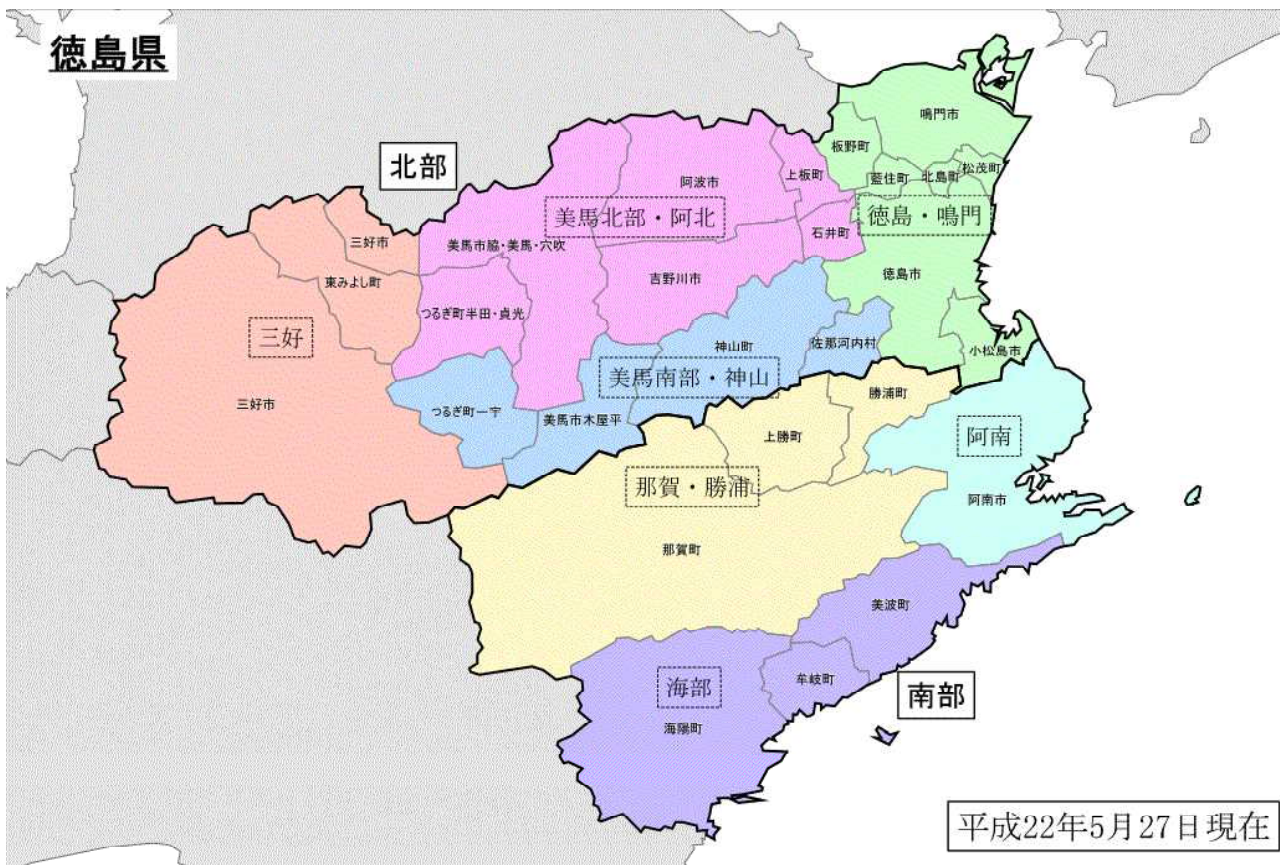 徳島県
北部
鳴門市
板野町
松茂町
藍住町
北島町
上板町
阿波市
美馬北部・阿北
徳島・鳴門
石井町
三好市
美馬市脇・美馬・穴吹
吉野川市
徳島市
東みよし町
つるぎ町半田・貞光
三好
神山町
佐那河内村
小松島市
美馬南部・神山
三好市
つるぎ町一宇
美馬市木屋平
勝浦町
上勝町
阿南
那賀・勝浦
阿南市
那賀町
美波町
海部
牟岐町
南部
海陽町
平成22年5月27日現在